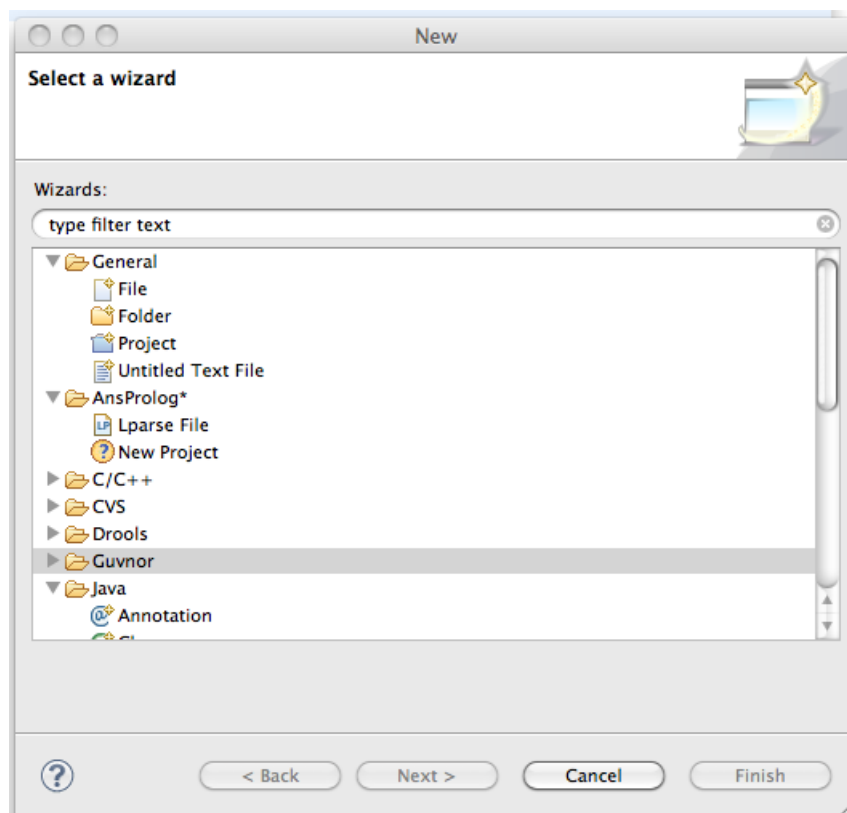 New
Select a wizard
Wizards:
type filter text
General
File
Folder
Project
Untitled Text File
AnsProlog*
LP Lparse File
? New Project
C/C++
CVS
Drools
Guvnor
Java
@ Annotation
? < Back Next > Cancel Finish